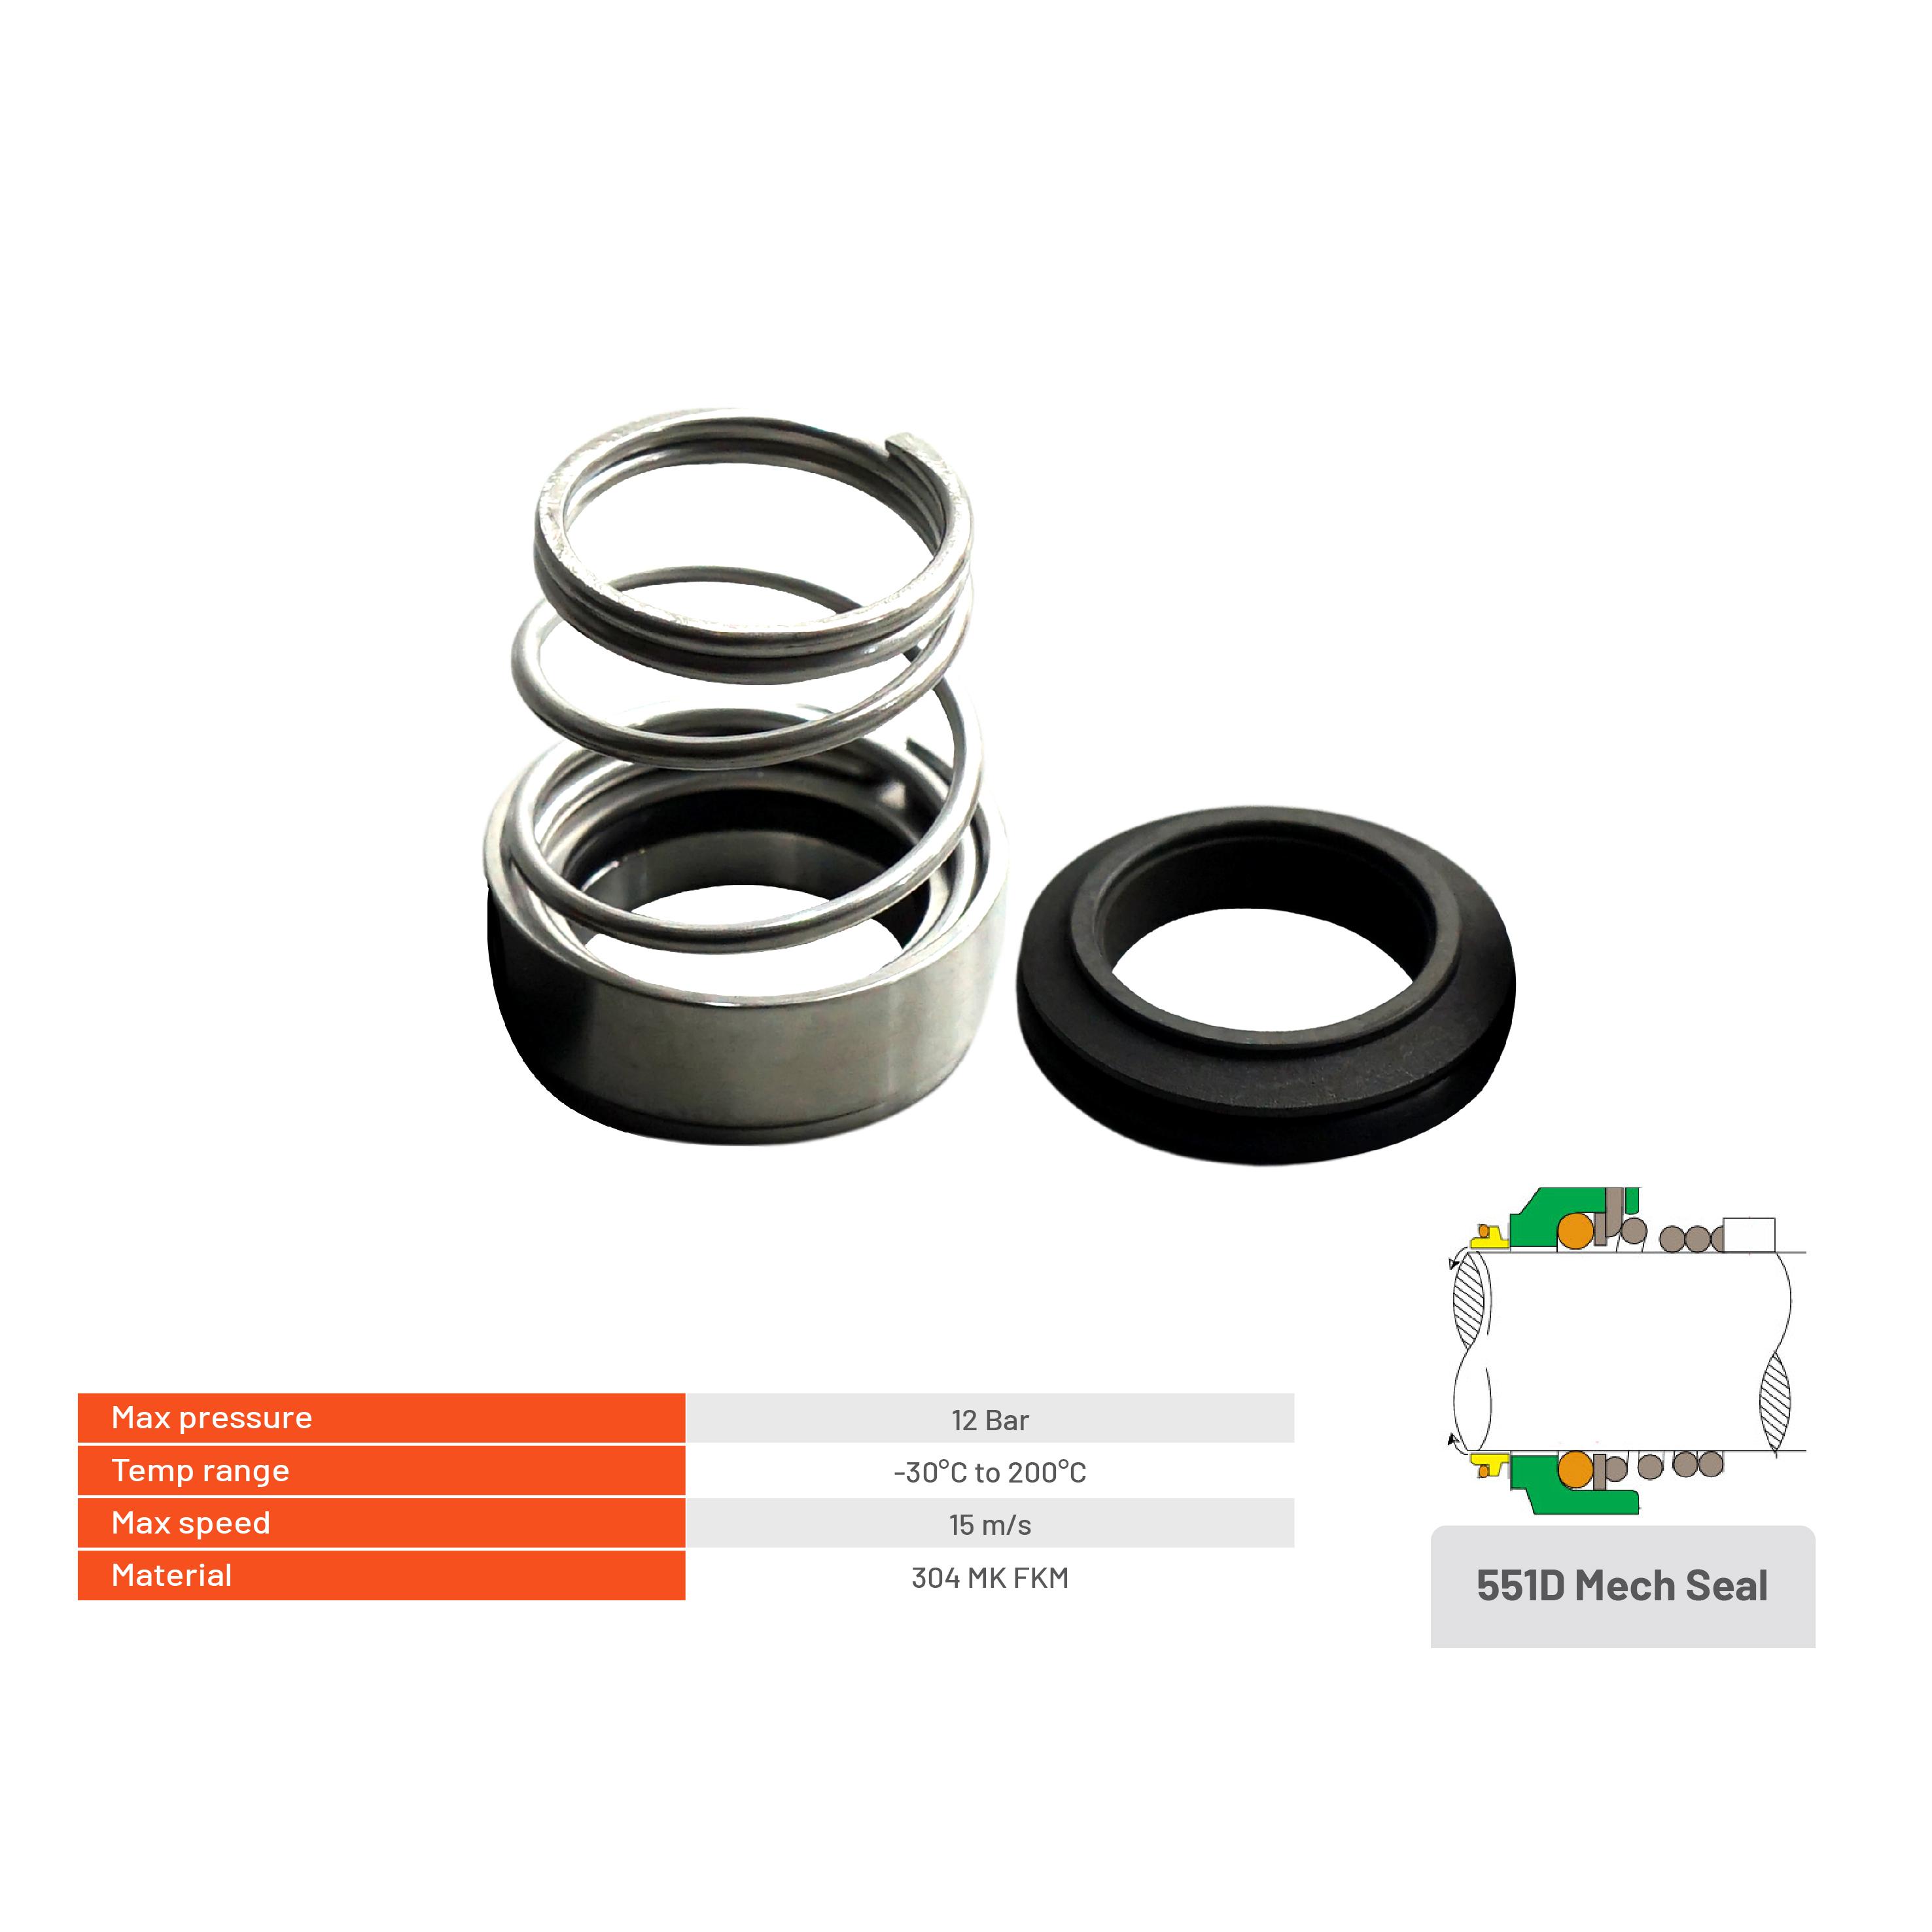 Max pressure 12 Bar
Temp range -30°C to 200°C
Max speed 15 m/s
Material 304 MK FKM
551D Mech Seal